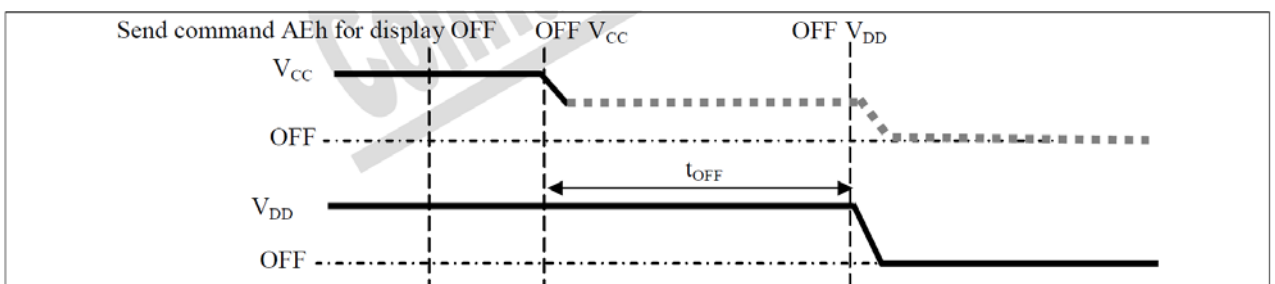 Send command AEh for display OFF OFF VCC OFF VDD
VCC
OFF
tOFF
VDD
OFF